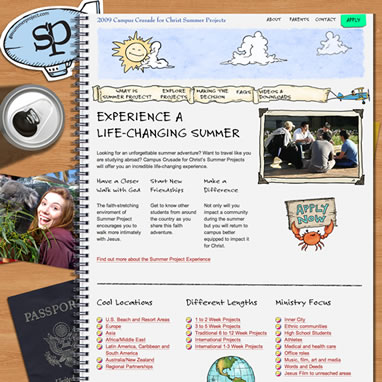 summerproject.com
sp
2009 Campus Crusade for Christ Summer Projects
ABOUT PARENTS CONTACT APPLY
WHAT IS SUMMER PROJECT?
EXPLORE PROJECTS
MAKING THE DECISION
FAQS
VIDEOS & DOWNLOADS
EXPERIENCE A
LIFE-CHANGING SUMMER
Looking for an unforgettable summer adventure? Want to travel like you
are studying abroad? Campus Crusade for Christ's Summer Projects
will offer you an incredible life-changing experience.
Have a Closer
Walk with God
The faith-stretching
environment of
Summer Project
encourages you to
walk more intimately
with Jesus.
Start New
Friendships
Get to know other
students from around
the country as you
share this faith
adventure.
Make a
Difference
Not only will you
impact a community
during the summer
but you will return to
campus better
equipped to impact it
for Christ.
APPLY
NOW
Find out more about the Summer Project Experience
PASSPORT
Cool Locations
U.S. Beach and Resort Areas
Europe
Asia
Africa/Middle East
Latin America, Caribbean and
South America
Australia/New Zealand
Regional Partnerships
Different Lengths
1 to 2 Week Projects
3 to 5 Week Projects
Traditional 6 to 12 Week Projects
International Projects
International 1-3 Week Projects
Ministry Focus
Inner City
Ethnic communities
High School Students
Athletes
Medical and health care
Office roles
Music, film, art and media
Words and Deeds
Jesus Film to unreached areas